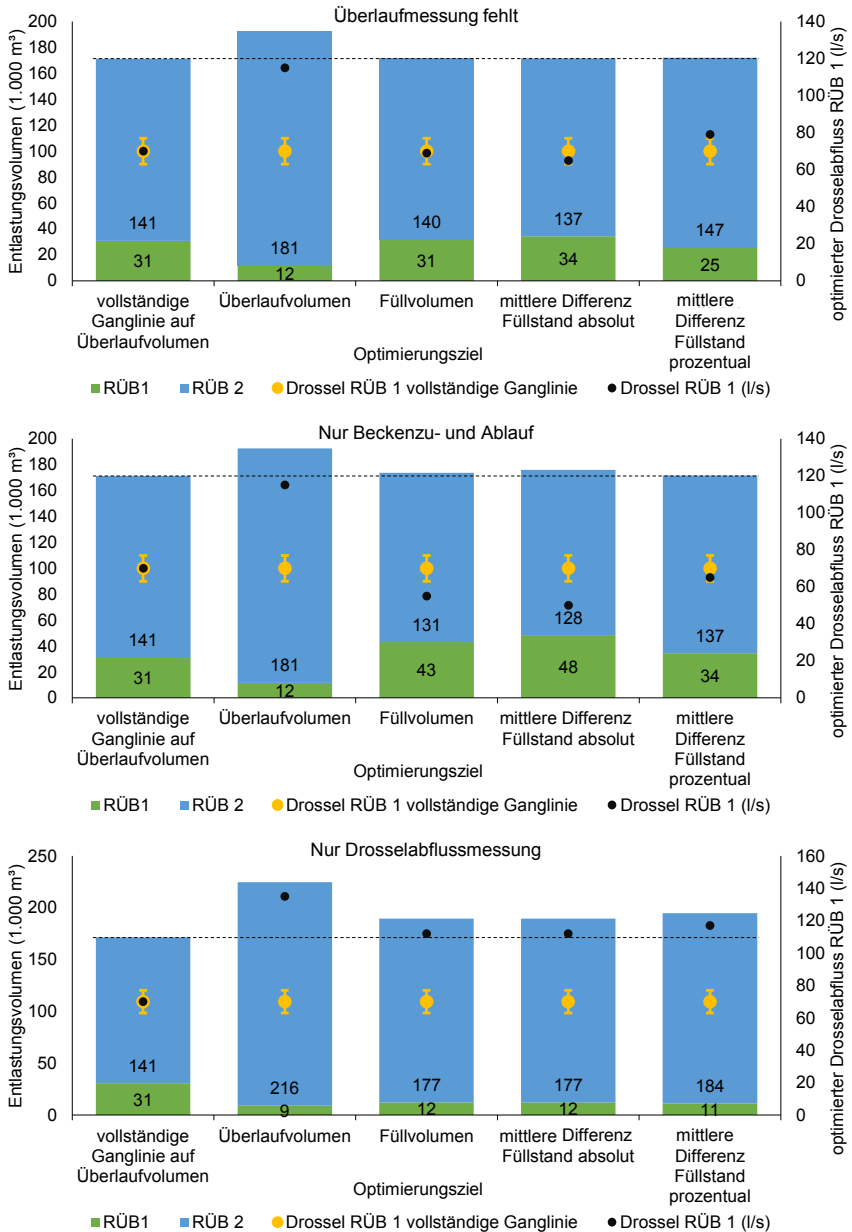 Überlaufmessung fehlt
Entlastungsvolumen (1.000 m³)
200
180
160
140
120
100
80
60
40
20
0
141
31
181
12
140
31
137
34
147
25
140
120
100
80
60
40
20
0
optimierter Drosselabfluss RÜB 1 (l/s)
vollständige Ganglinie auf Überlaufvolumen
Überlaufvolumen
Füllvolumen
mittlere Differenz Füllstand absolut
mittlere Differenz Füllstand prozentual
Optimierungsziel
RÜB1 RÜB 2 Drossel RÜB 1 vollständige Ganglinie Drossel RÜB 1 (l/s)
Nur Beckenzu- und Ablauf
Entlastungsvolumen (1.000 m³)
200
180
160
140
120
100
80
60
40
20
0
141
31
181
12
131
43
128
48
137
34
140
120
100
80
60
40
20
0
optimierter Drosselabfluss RÜB 1 (l/s)
vollständige Ganglinie auf Überlaufvolumen
Überlaufvolumen
Füllvolumen
mittlere Differenz Füllstand absolut
mittlere Differenz Füllstand prozentual
Optimierungsziel
RÜB1 RÜB 2 Drossel RÜB 1 vollständige Ganglinie Drossel RÜB 1 (l/s)
Nur Drosselabflussmessung
Entlastungsvolumen (1.000 m³)
250
200
150
100
50
0
141
31
216
9
177
12
177
12
184
11
160
140
120
100
80
60
40
20
0
optimierter Drosselabfluss RÜB 1 (l/s)
vollständige Ganglinie auf Überlaufvolumen
Überlaufvolumen
Füllvolumen
mittlere Differenz Füllstand absolut
mittlere Differenz Füllstand prozentual
Optimierungsziel
RÜB1 RÜB 2 Drossel RÜB 1 vollständige Ganglinie Drossel RÜB 1 (l/s)